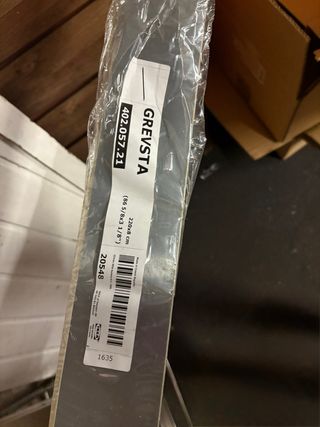 GREVSTA
402.057.21
220x8 cm
(86 5/8x3 1/8")
20548
1635